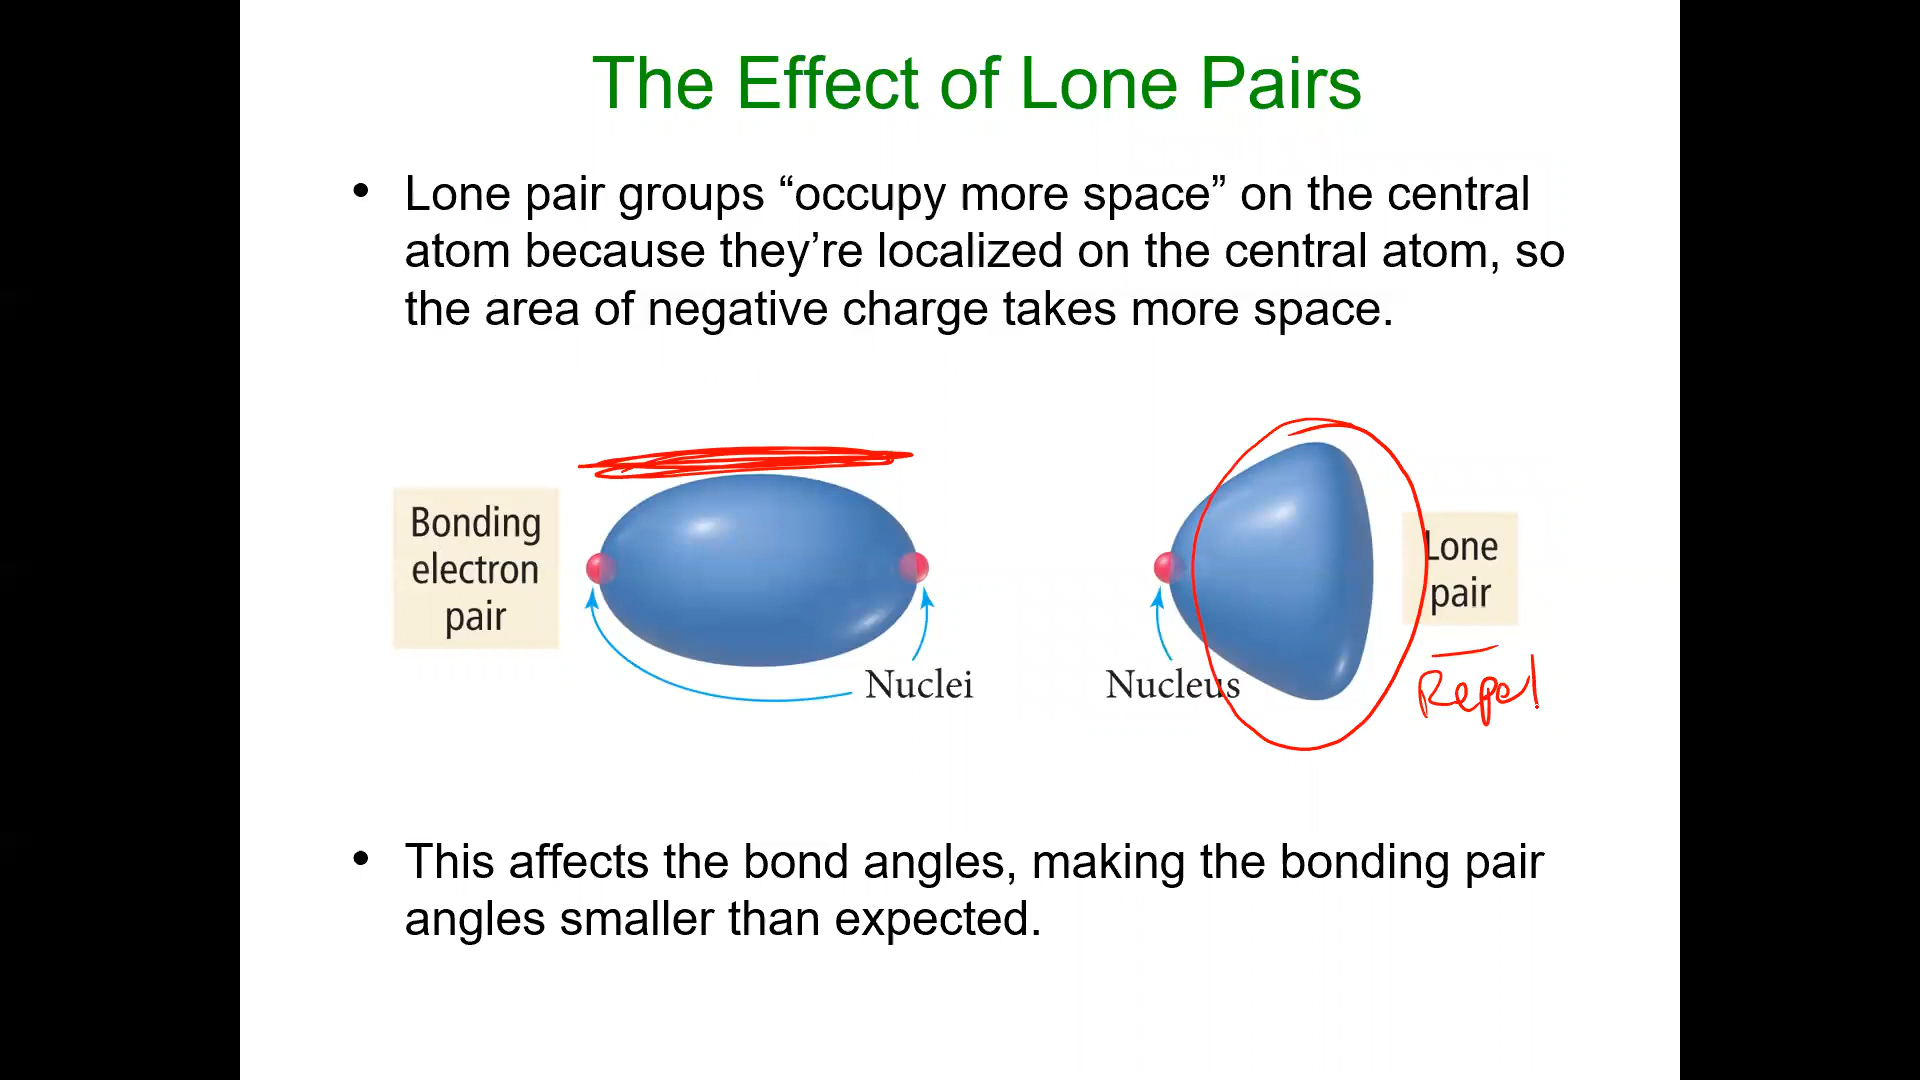 The Effect of Lone Pairs
• Lone pair groups “occupy more space” on the central
atom because they’re localized on the central atom, so
the area of negative charge takes more space.
Bonding
electron
pair
Nuclei
Nucleus
Lone
pair
Repel
• This affects the bond angles, making the bonding pair
angles smaller than expected.